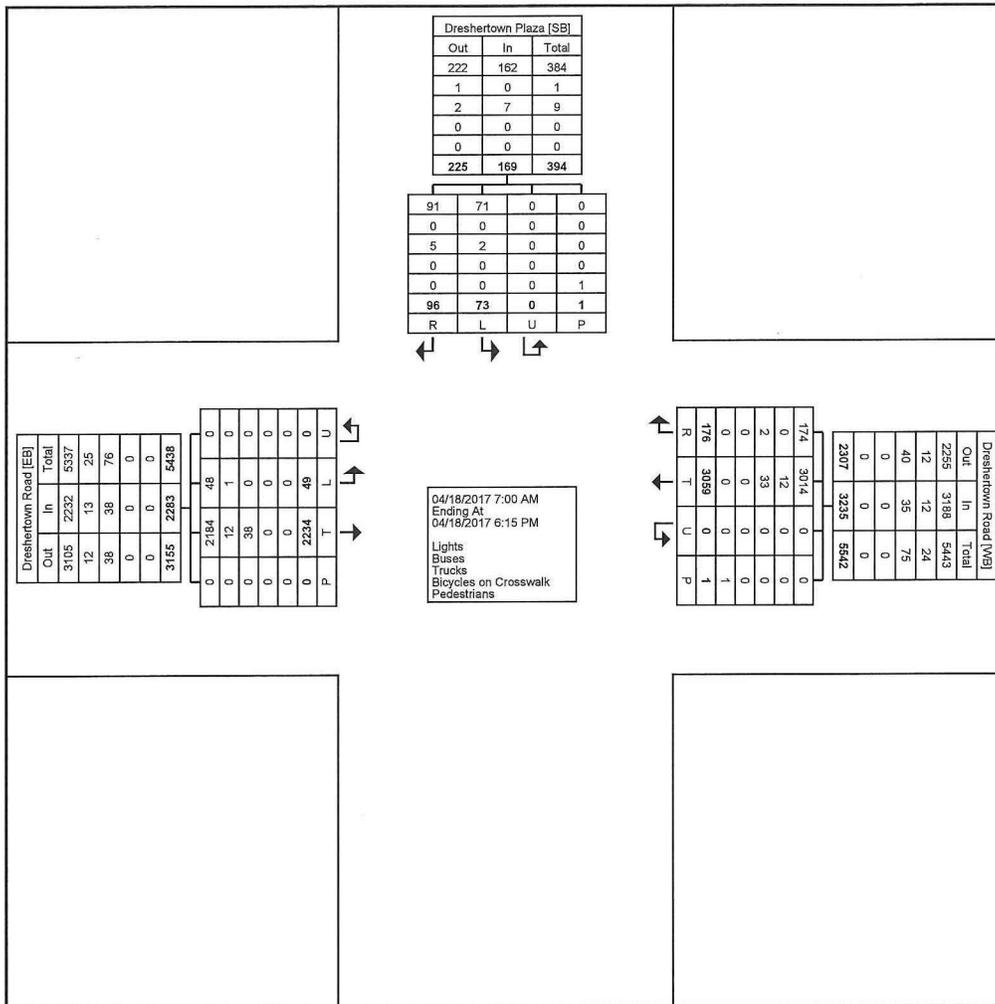 Dreshertown Plaza [SB]
Out In Total
222 162 384
1 0 1
2 7 9
0 0 0
0 0 0
225 169 394
91 71 0 0
0 0 0 0
5 2 0 0
0 0 0 0
0 0 0 1
96 73 0 1
R L U P
Dreshertown Road [EB]
Total In Out
5337 2232 3105
25 13 12
76 38 38
0 0 0
0 0 0
5438 2283 3155
0 48 2184 0
0 1 12 0
0 0 38 0
0 0 0 0
0 0 0 0
0 49 2234 0
U L T P
04/18/2017 7:00 AM
Ending At
04/18/2017 6:15 PM
Lights
Buses
Trucks
Bicycles on Crosswalk
Pedestrians
R T U P
176 3059 0 1
0 0 0 1
0 0 0 0
2 33 0 0
0 12 0 0
174 3014 0 0
Dreshertown Road [WB]
Out In Total
2255 3188 5443
12 12 24
40 35 75
0 0 0
0 0 0
2307 3235 5542